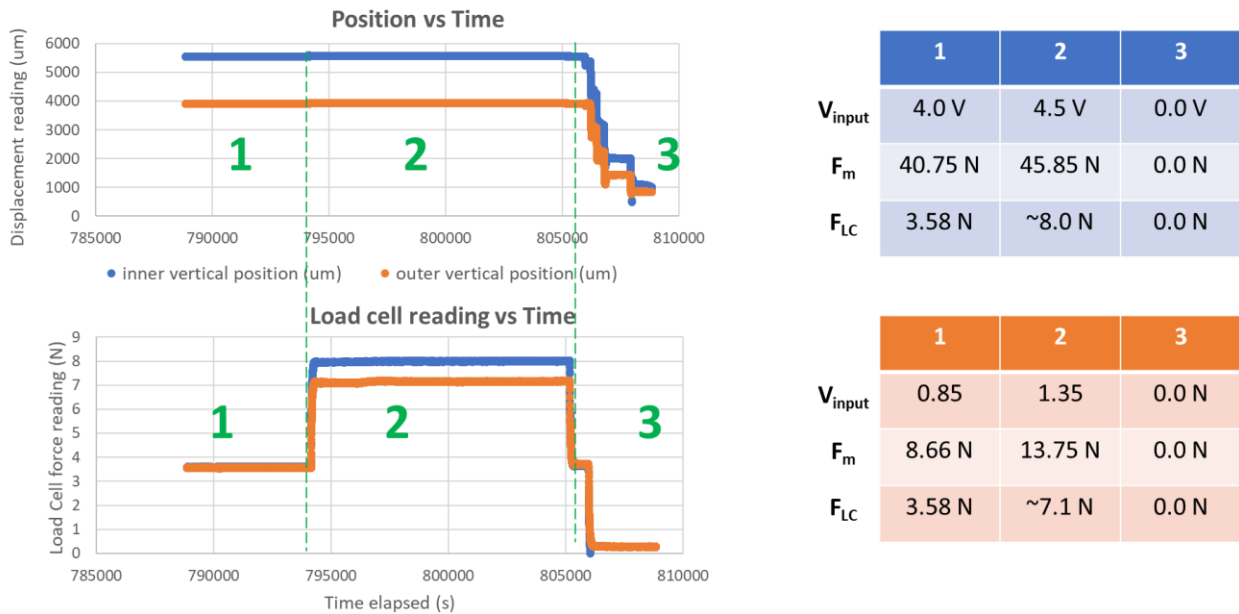 Position vs Time
Displacement reading (um)
6000
5000
4000
3000
2000
1000
0
1
2
3
785000 790000 795000 800000 805000 810000
inner vertical position (um) outer vertical position (um)
Load cell reading vs Time
Load Cell force reading (N)
9
8
7
6
5
4
3
2
1
0
1
2
3
785000 790000 795000 800000 805000 810000
Time elapsed (s)
1 2 3
Vinput 4.0 V 4.5 V 0.0 V
Fm 40.75 N 45.85 N 0.0 N
FLC 3.58 N ~8.0 N 0.0 N
1 2 3
Vinput 0.85 1.35 0.0 N
Fm 8.66 N 13.75 N 0.0 N
FLC 3.58 N ~7.1 N 0.0 N